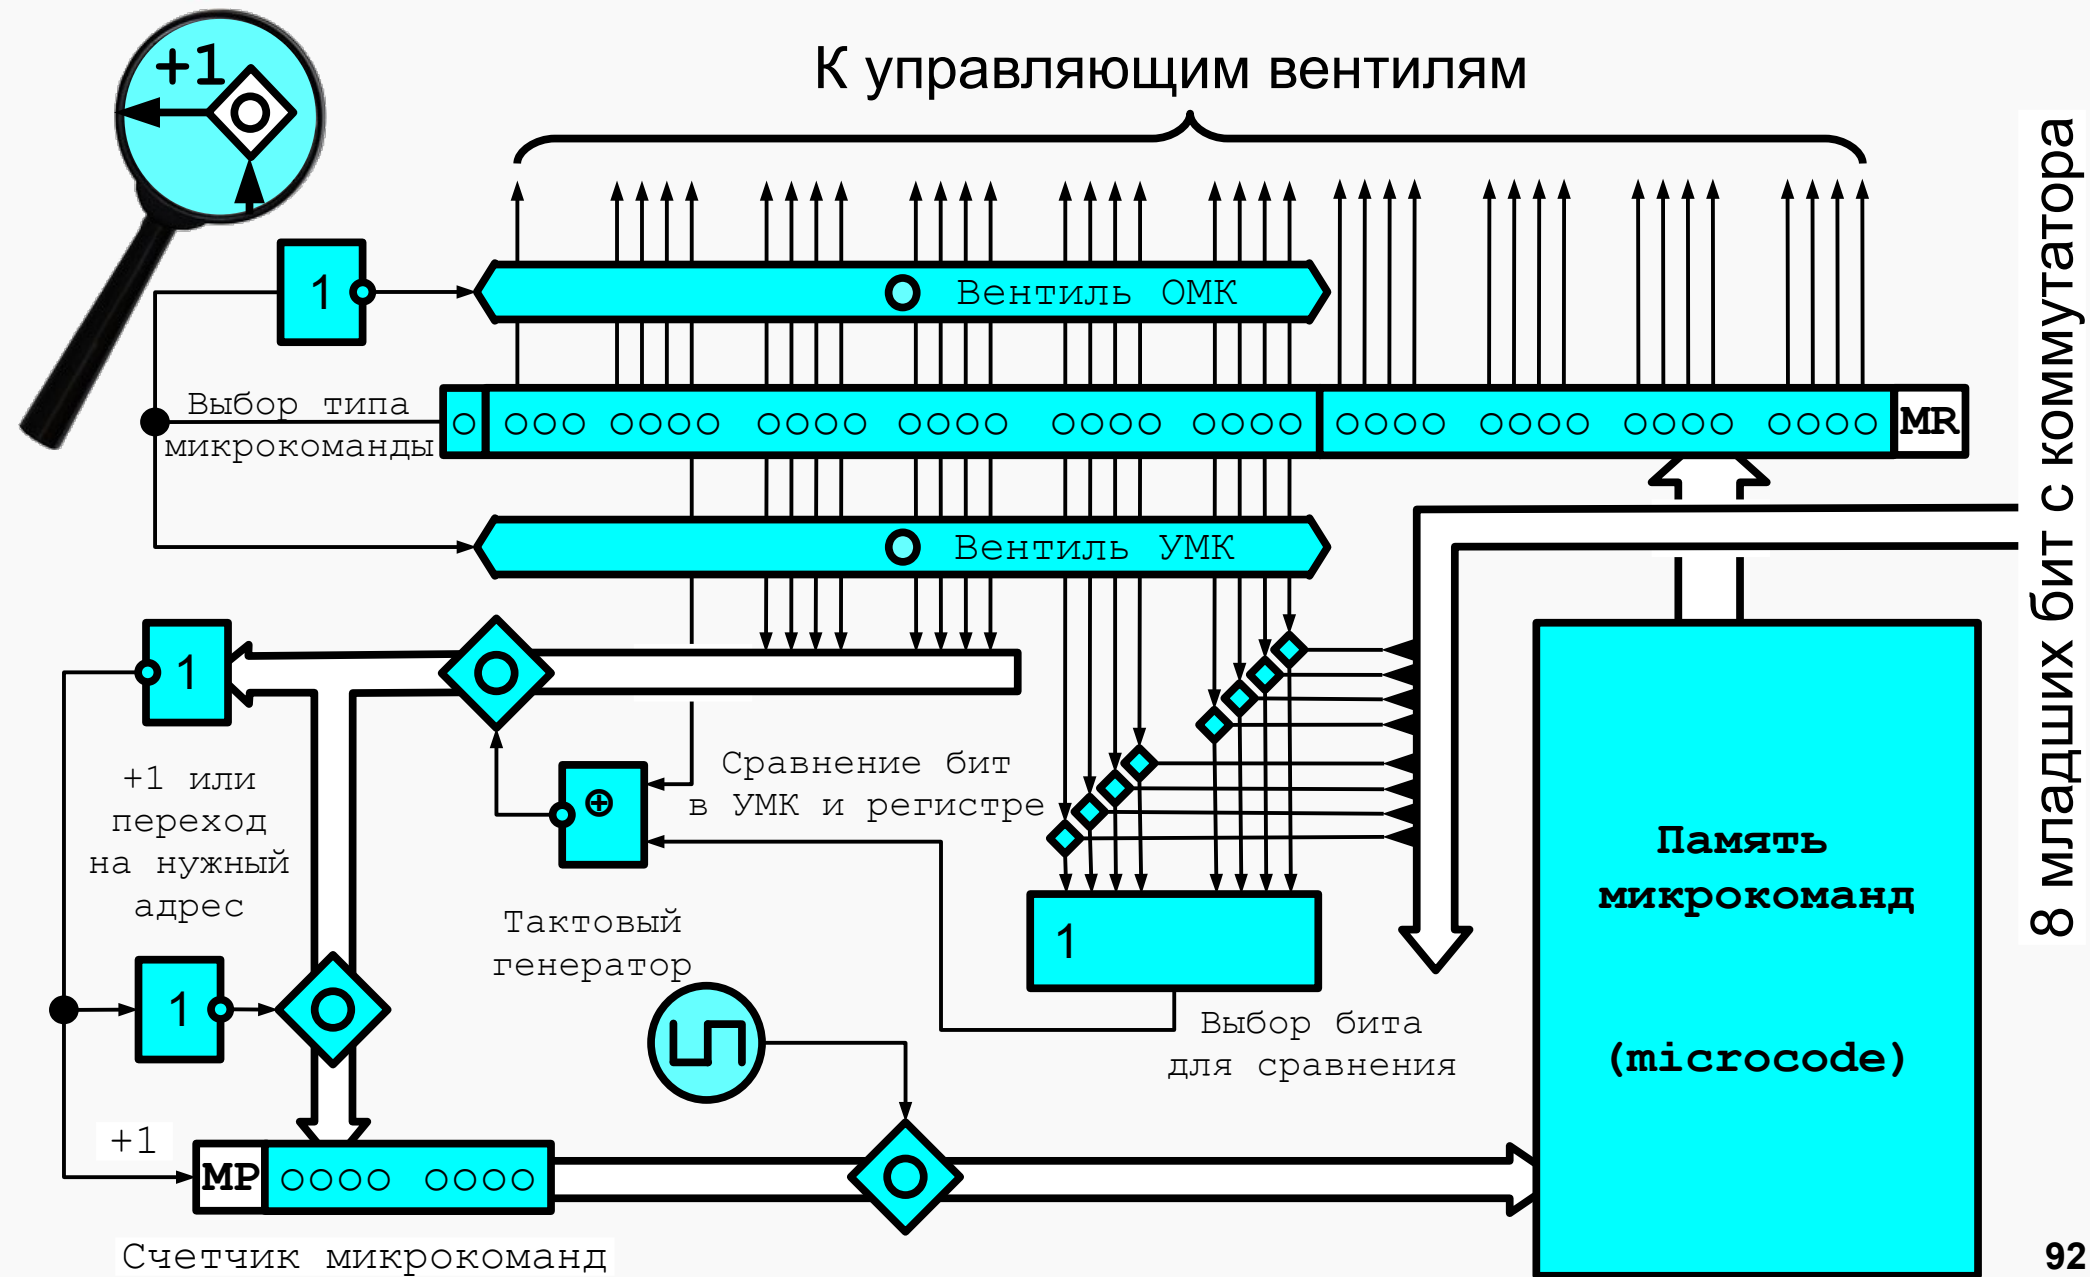 +1
К управляющим вентилям
8 младших бит с коммутатора
1
Вентиль ОМК
Выбор типа
микрокоманды
MR
Вентиль УМК
1
+1 или
переход
на нужный
адрес
⊕
Сравнение бит
в УМК и регистре
Тактовый
генератор
1
1
Выбор бита
для сравнения
Память
микрокоманд
(microcode)
+1
MP
Счетчик микрокоманд
92